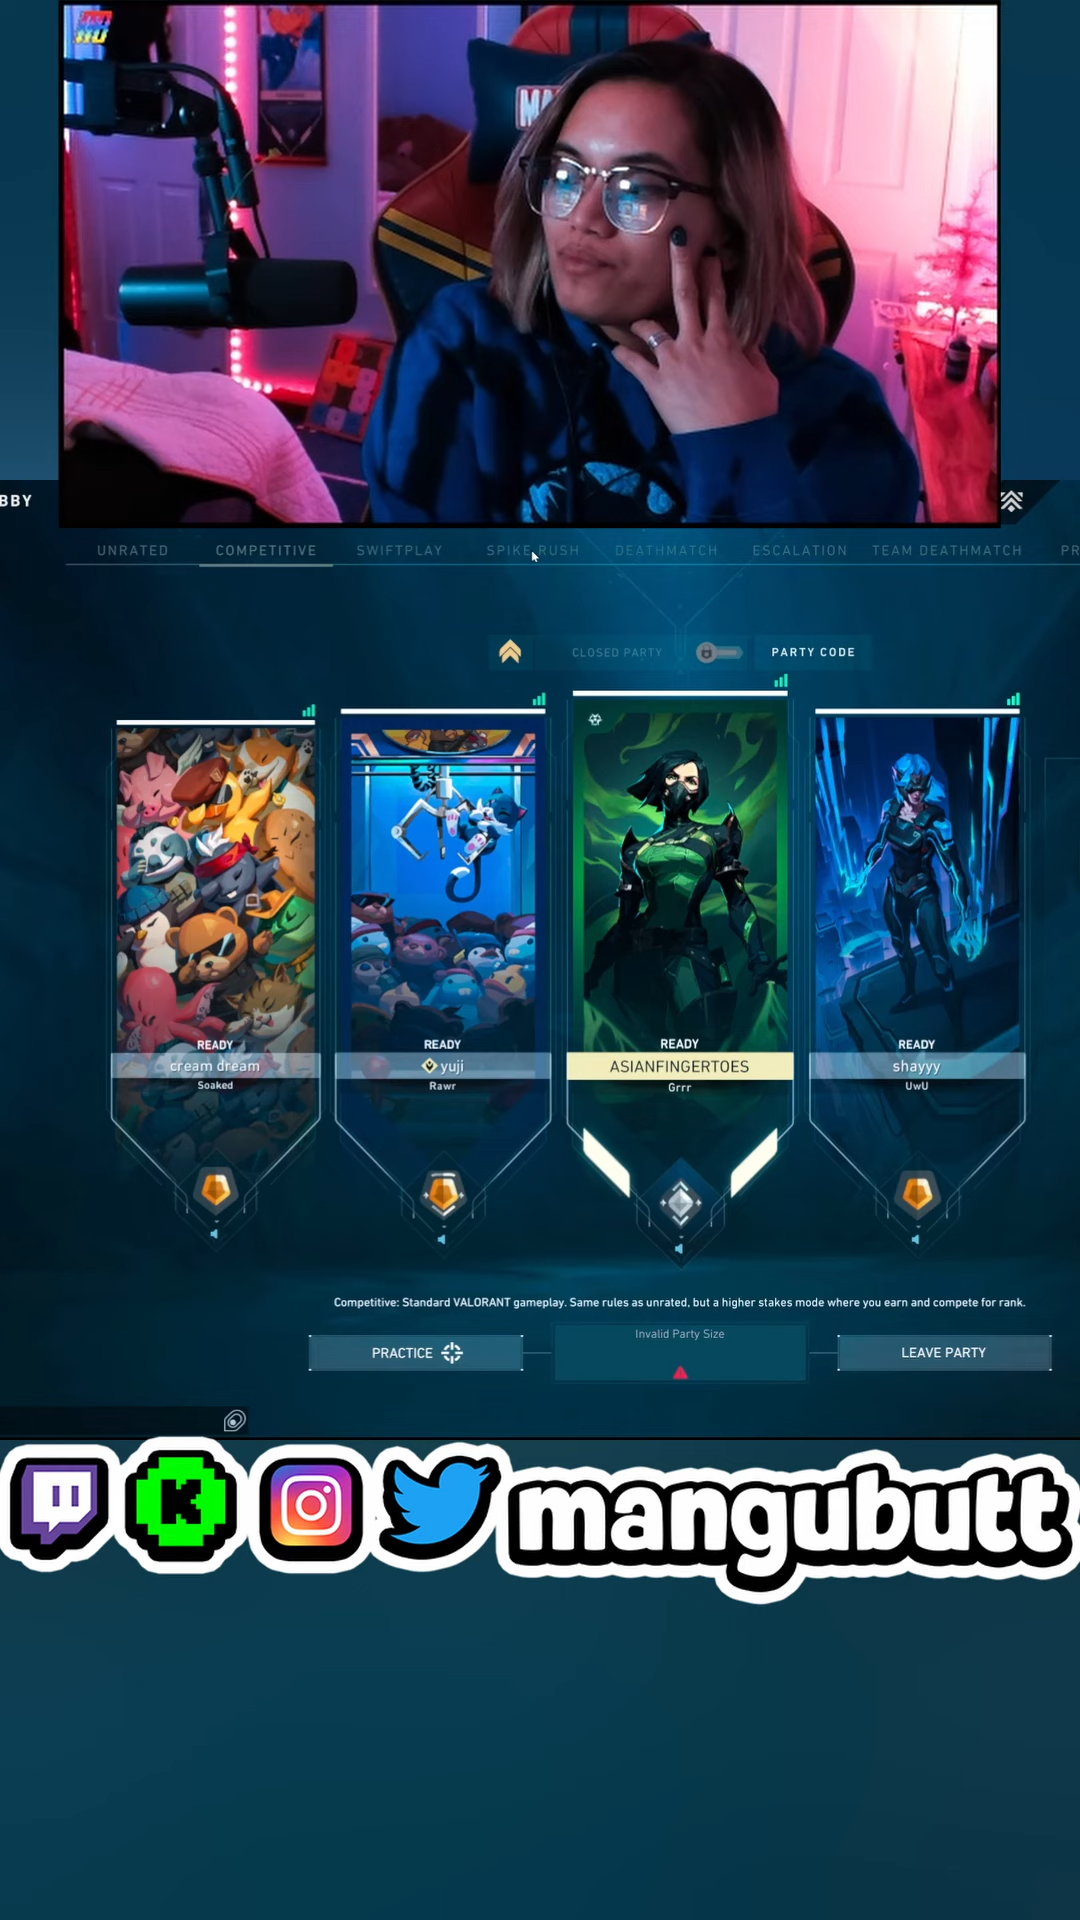 BBY
UNRATED COMPETITIVE SWIFTPLAY SPIKE RUSH DEATHMATCH ESCALATION TEAM DEATHMATCH PR
CLOSED PARTY PARTY CODE
READY READY READY READY
cream dream yuji ASIANFINGERTOES shayyy
Soaked Rawr Grrr UwU
Competitive: Standard VALORANT gameplay. Same rules as unrated, but a higher stakes mode where you earn and compete for rank.
PRACTICE Invalid Party Size LEAVE PARTY
K mangubutt